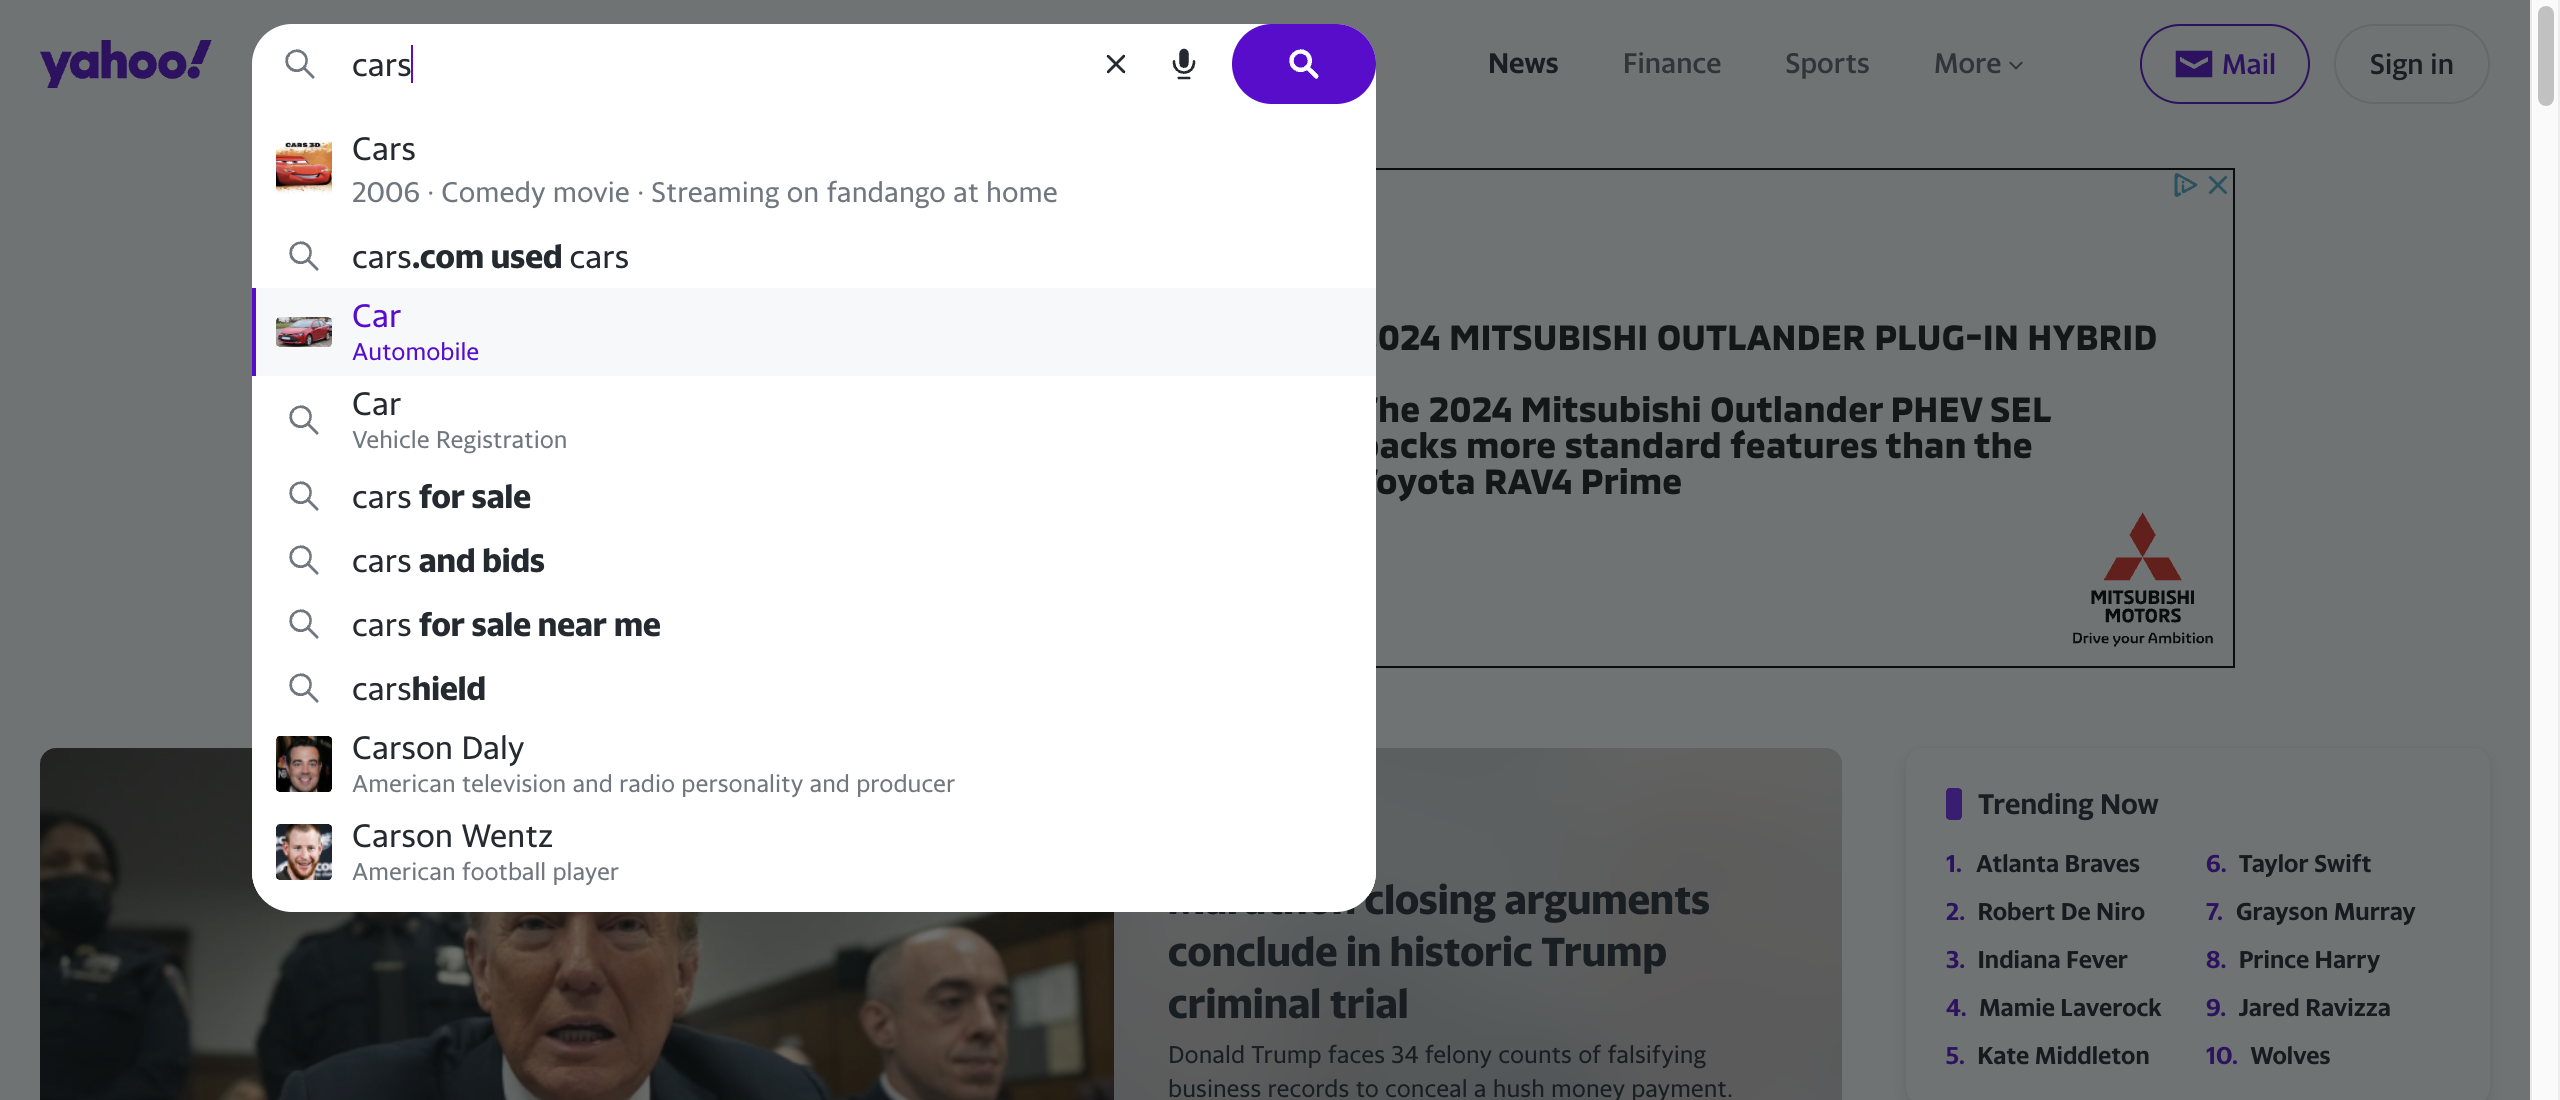 yahoo!
cars
News
Finance
Sports
More
Mail
Sign in
Cars
2006 · Comedy movie · Streaming on fandango at home
cars.com used cars
Car
Automobile
Car
Vehicle Registration
cars for sale
cars and bids
cars for sale near me
carshield
Carson Daly
American television and radio personality and producer
Carson Wentz
American football player
024 MITSUBISHI OUTLANDER PLUG-IN HYBRID
he 2024 Mitsubishi Outlander PHEV SEL
acks more standard features than the
oyota RAV4 Prime
MITSUBISHI
MOTORS
Drive your Ambition
closing arguments
conclude in historic Trump
criminal trial
Donald Trump faces 34 felony counts of falsifying
business records to conceal a hush money payment.
Trending Now
1. Atlanta Braves
2. Robert De Niro
3. Indiana Fever
4. Mamie Laverock
5. Kate Middleton
6. Taylor Swift
7. Grayson Murray
8. Prince Harry
9. Jared Ravizza
10. Wolves